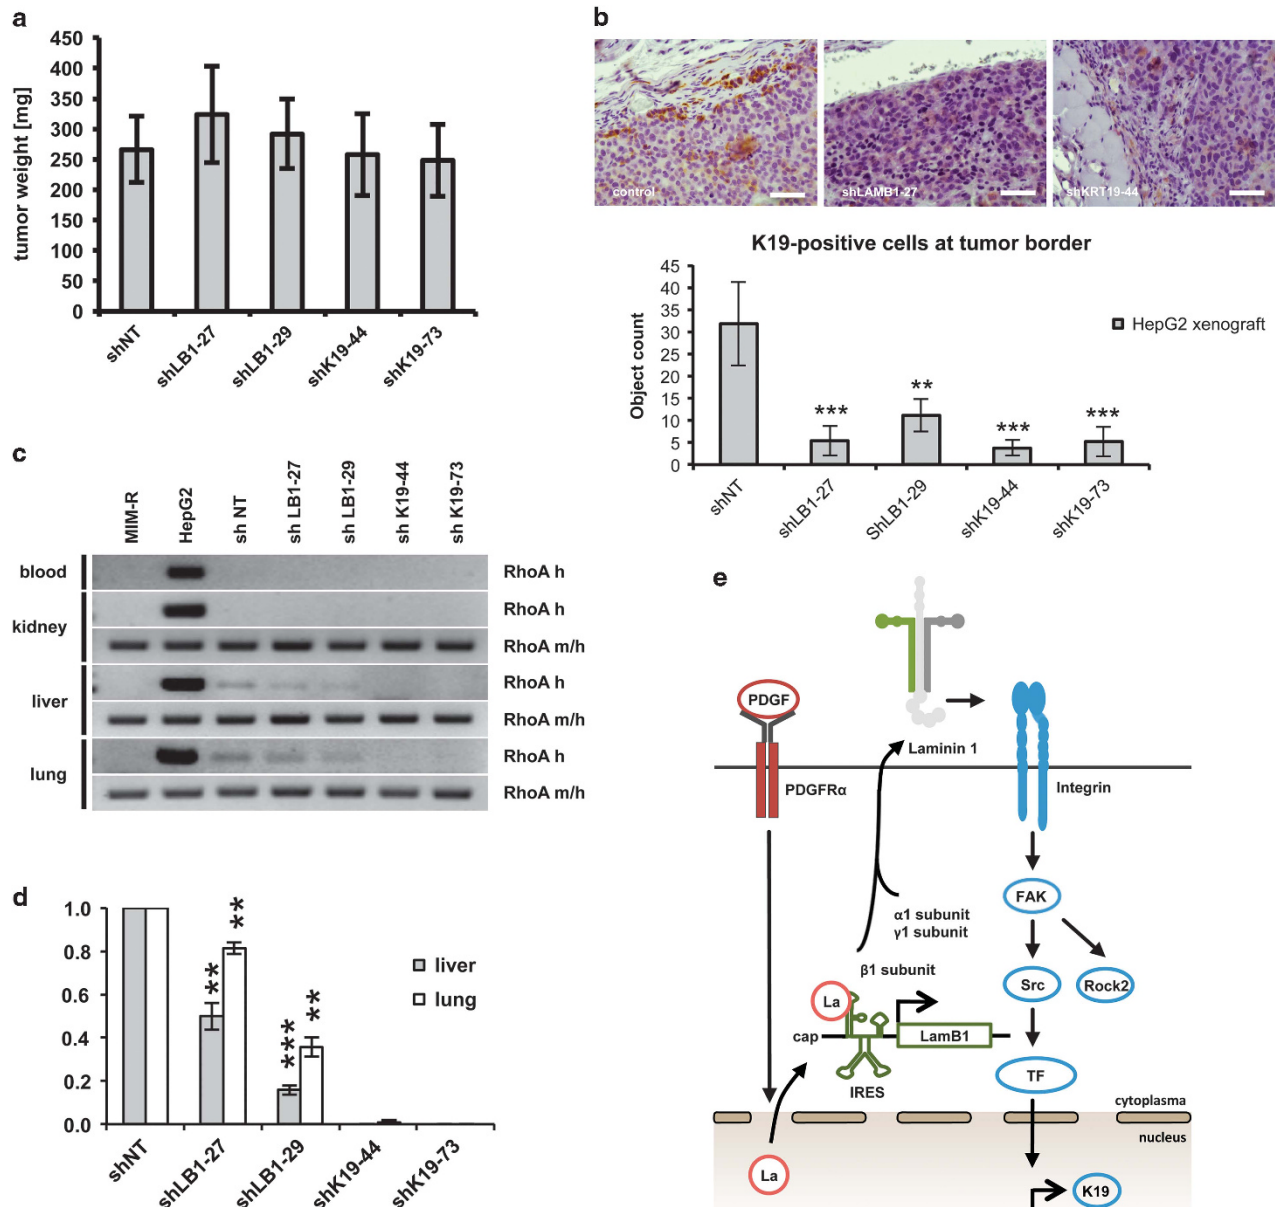 a
450
400
350
300
250
200
150
100
50
0
tumor weight [mg]
shNT
shLB1-27
shLB1-29
shK19-44
shK19-73
b
control
shLAMB1-27
shKRT19-44
K19-positive cells at tumor border
45
40
35
30
25
20
15
10
5
0
Object count
***
**
***
***
HepG2 xenograft
shNT
shLB1-27
ShLB1-29
shK19-44
shK19-73
c
MIM-R
HepG2
sh NT
sh LB1-27
sh LB1-29
sh K19-44
sh K19-73
blood
RhoA h
kidney
RhoA h
RhoA m/h
liver
RhoA h
RhoA m/h
lung
RhoA h
RhoA m/h
d
1.0
0.8
0.6
0.4
0.2
0.0
**
**
***
**
liver
lung
shNT
shLB1-27
shLB1-29
shK19-44
shK19-73
e
PDGF
PDGFRα
Laminin 1
Integrin
FAK
α1 subunit
γ1 subunit
β1 subunit
Src
Rock2
La
cap
LamB1
IRES
TF
cytoplasma
nucleus
La
K19